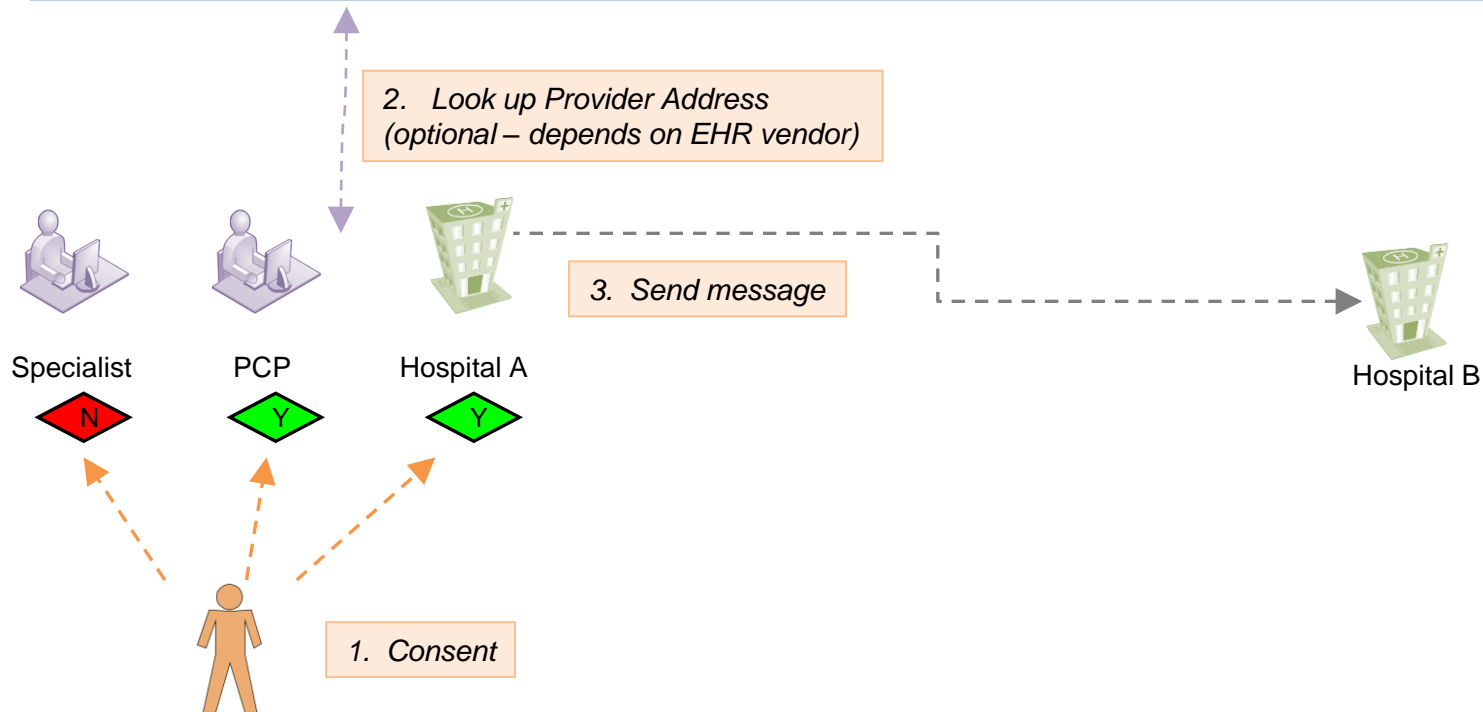 2. Look up Provider Address
(optional – depends on EHR vendor)
3. Send message
Specialist
PCP
Hospital A
Hospital B
N
Y
Y
1. Consent